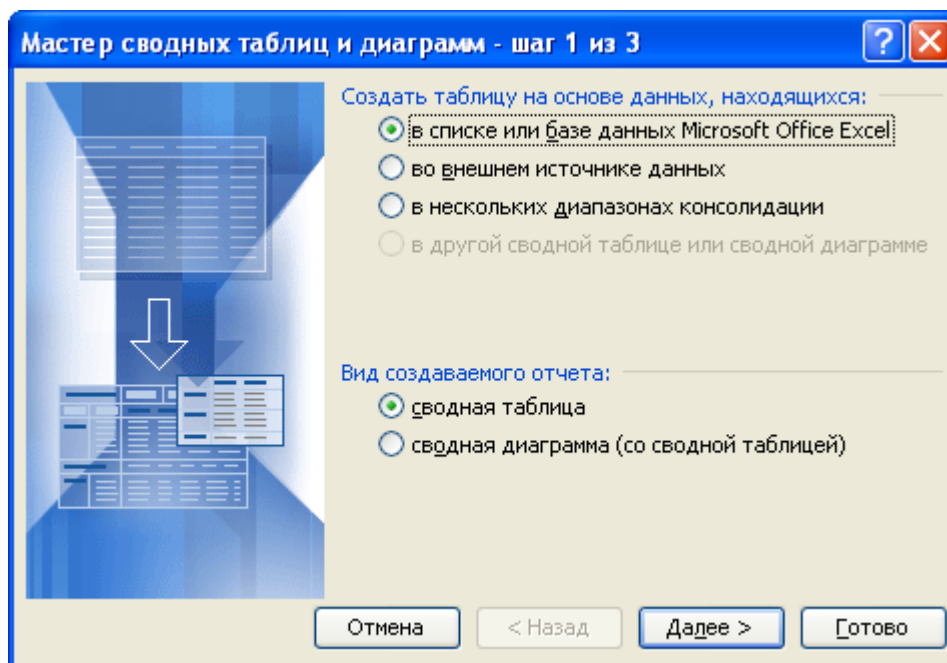 Мастер сводных таблиц и диаграмм - шаг 1 из 3
Создать таблицу на основе данных, находящихся:
в списке или базе данных Microsoft Office Excel
во внешнем источнике данных
в нескольких диапазонах консолидации
в другой сводной таблице или сводной диаграмме
Вид создаваемого отчета:
сводная таблица
сводная диаграмма (со сводной таблицей)
Отмена < Назад Далее > Готово